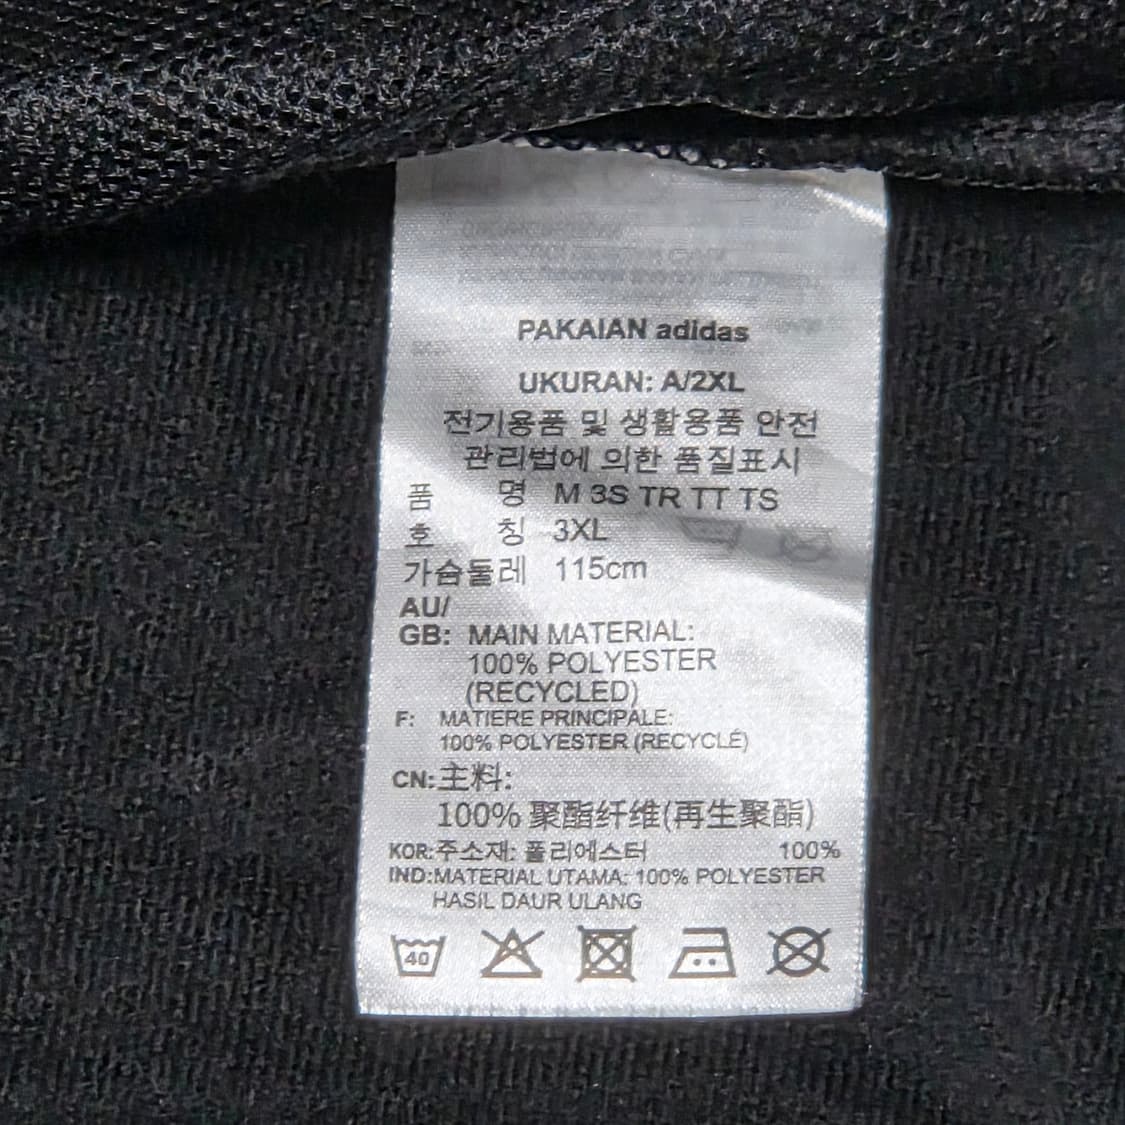 PAKAIAN adidas
UKURAN: A/2XL
전기용품 및 생활용품 안전
관리법에 의한 품질표시
품 명 M 3S TR TT TS
호 칭 3XL
가슴둘레 115cm
AU/
GB: MAIN MATERIAL:
100% POLYESTER
(RECYCLED)
F: MATIERE PRINCIPALE:
100% POLYESTER (RECYCLÉ)
CN:主料:
100% 聚酯纤维(再生聚酯)
KOR:주소재: 폴리에스터 100%
IND:MATERIAL UTAMA: 100% POLYESTER
HASIL DAUR ULANG
40